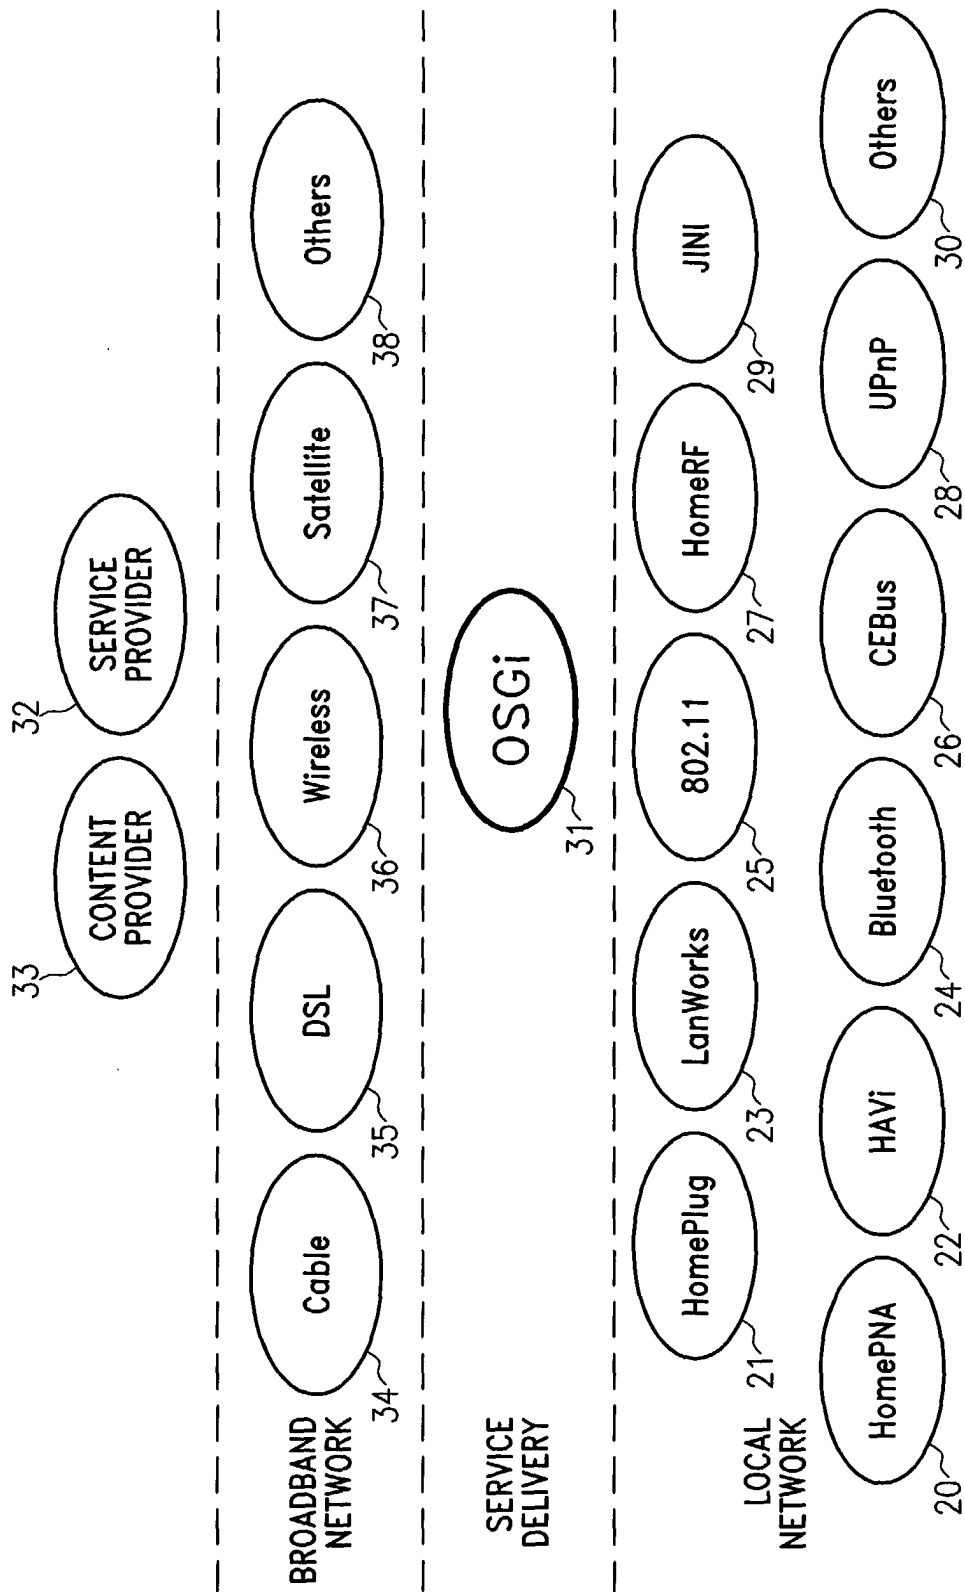 33
CONTENT
PROVIDER
32
SERVICE
PROVIDER
BROADBAND
NETWORK
Cable
34
DSL
35
Wireless
36
Satellite
37
Others
38
SERVICE
DELIVERY
OSGi
31
LOCAL
NETWORK
HomePlug
21
LanWorks
23
802.11
25
HomeRF
27
JINI
29
HomePNA
20
HAVi
22
Bluetooth
24
CEBus
26
UPnP
28
Others
30